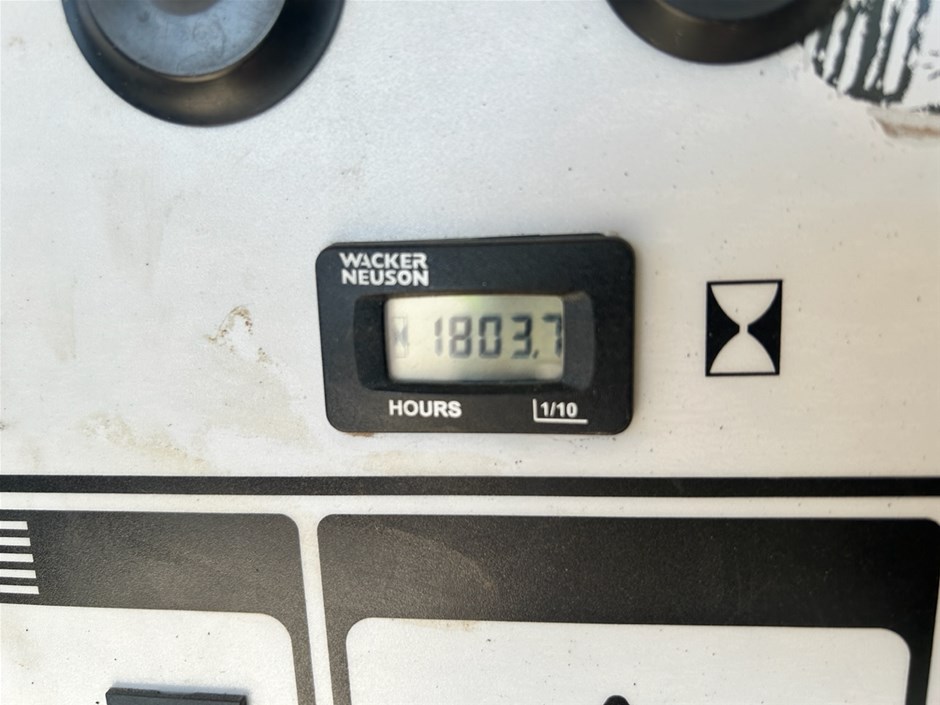 WACKER
NEUSON
1803.7
HOURS 1/10